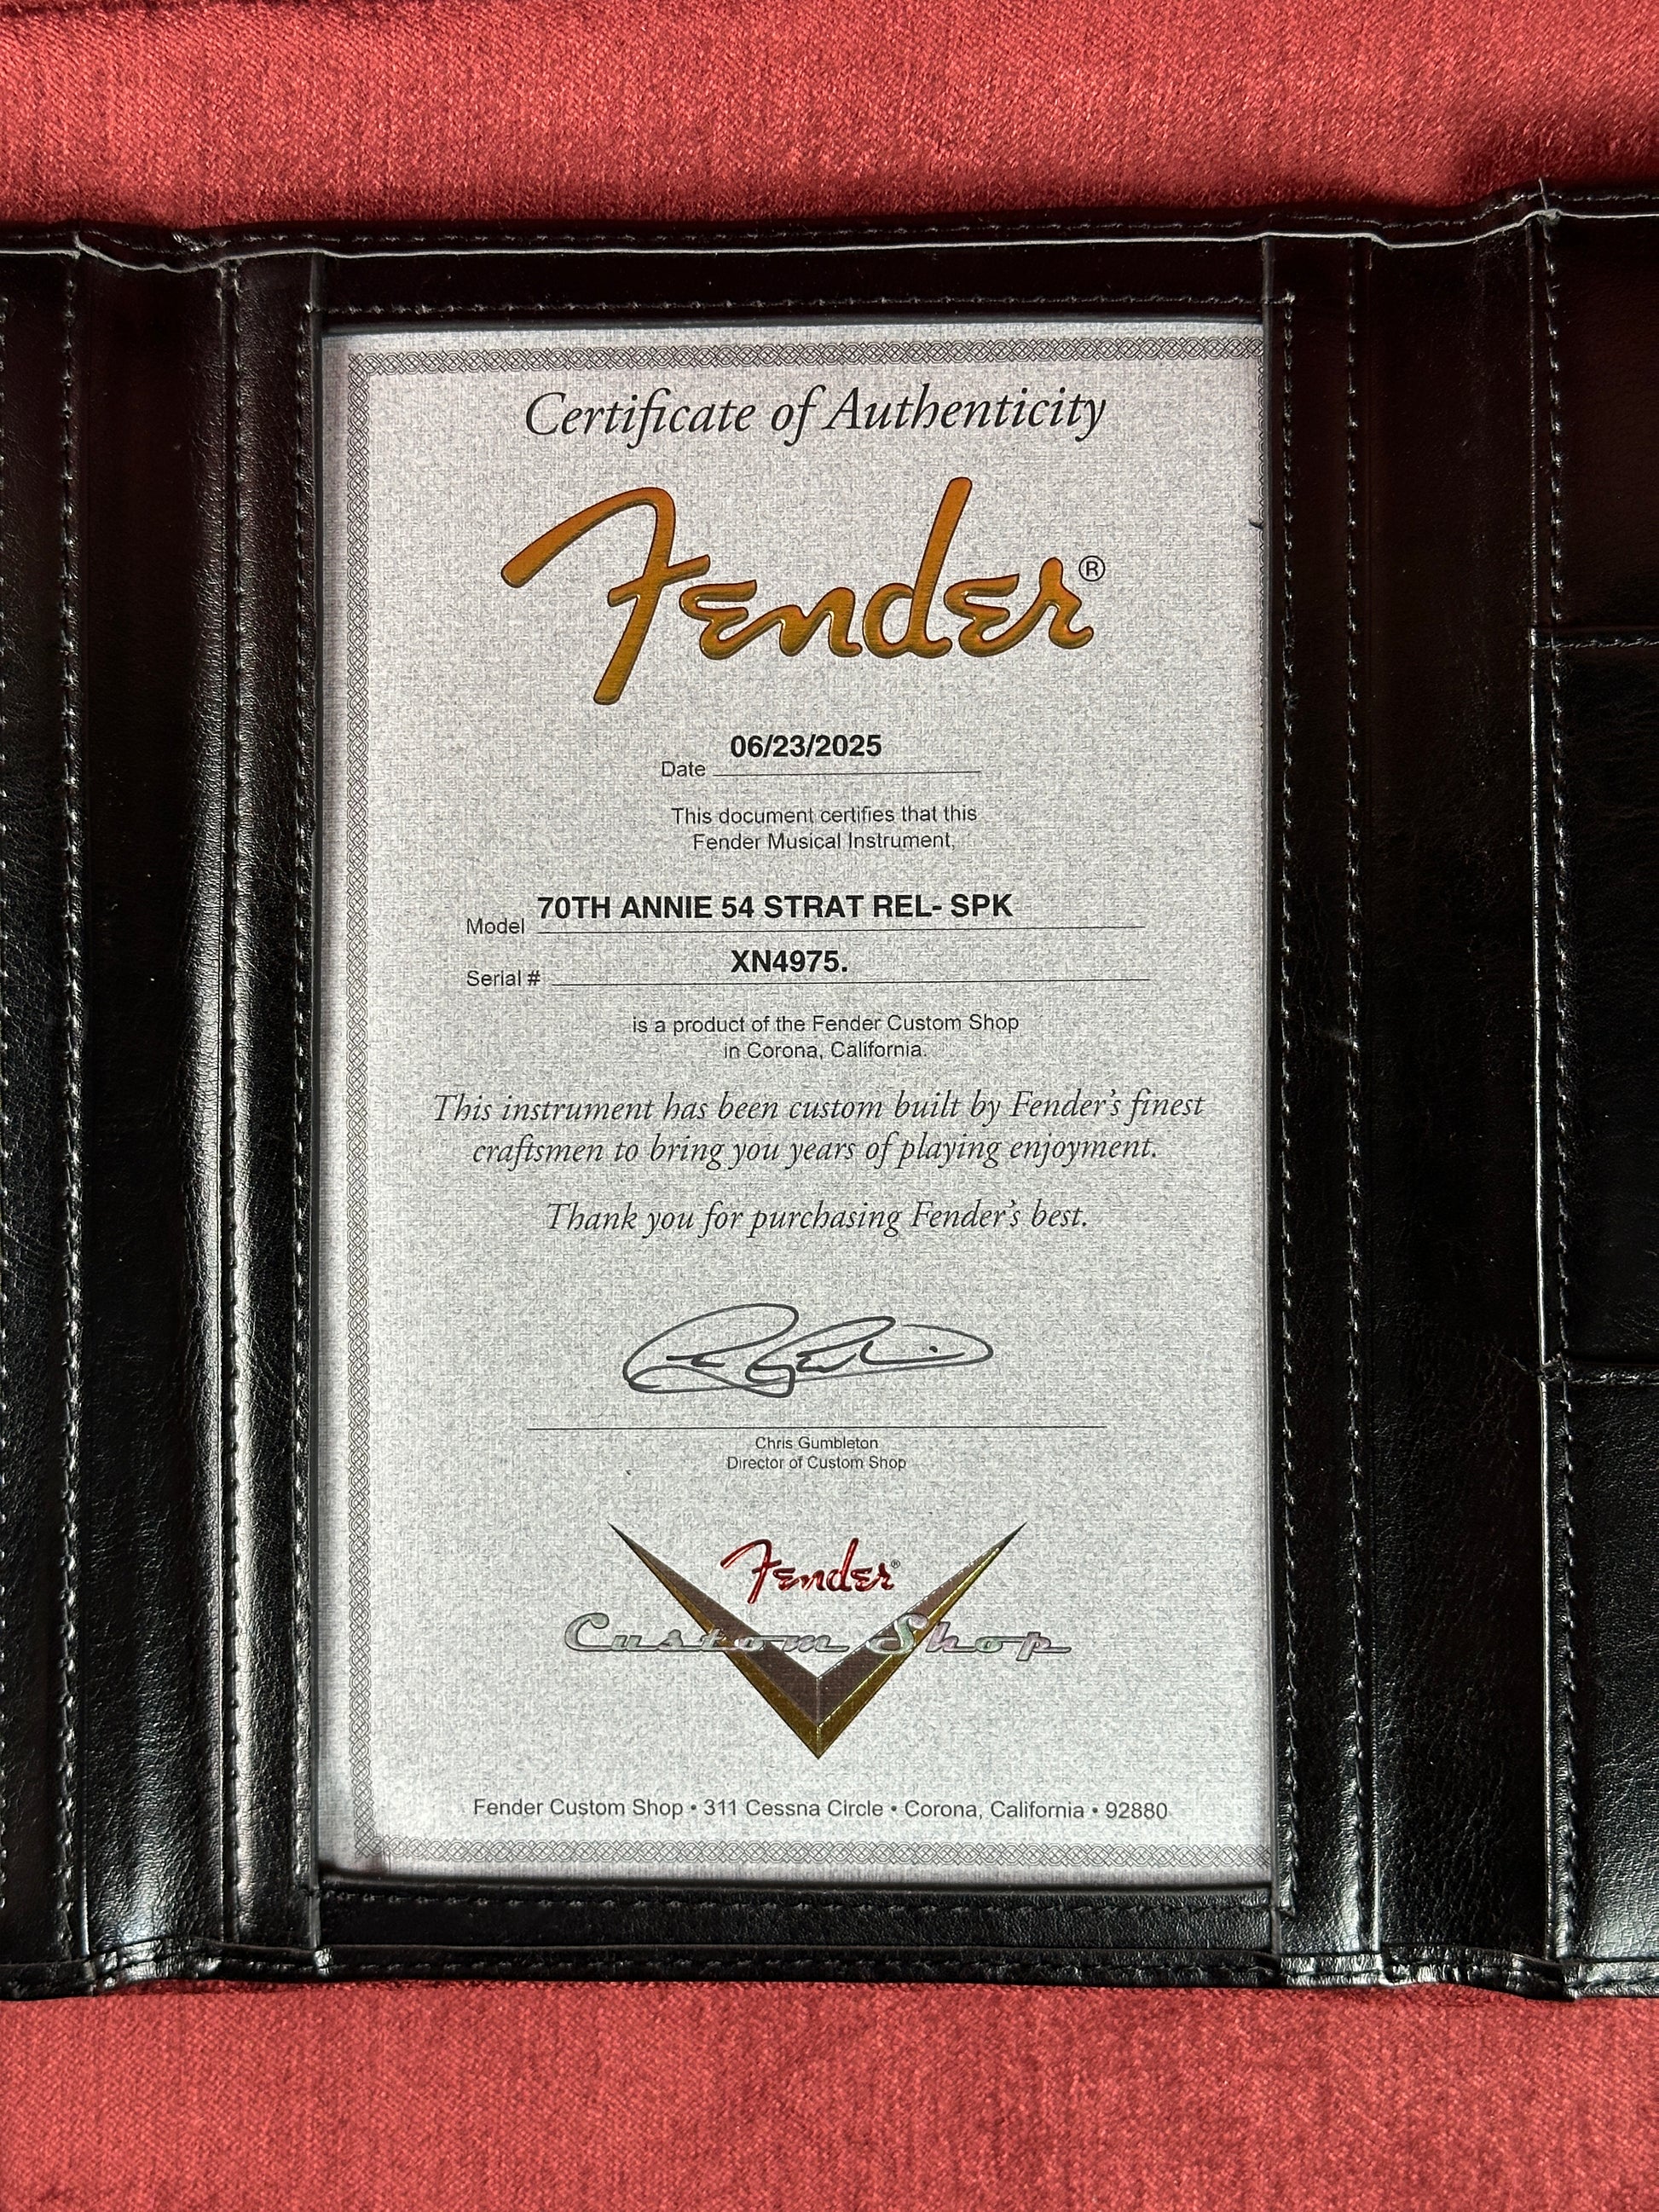 Certificate of Authenticity
Fender®
Date 06/23/2025
This document certifies that this
Fender Musical Instrument,
Model 70TH ANNIE 54 STRAT REL- SPK
Serial # XN4975.
is a product of the Fender Custom Shop
in Corona, California.
This instrument has been custom built by Fender's finest
craftsmen to bring you years of playing enjoyment.
Thank you for purchasing Fender's best.
Chris Gumbleton
Director of Custom Shop
Fender®
Custom Shop
Fender Custom Shop • 311 Cessna Circle • Corona, California • 92880